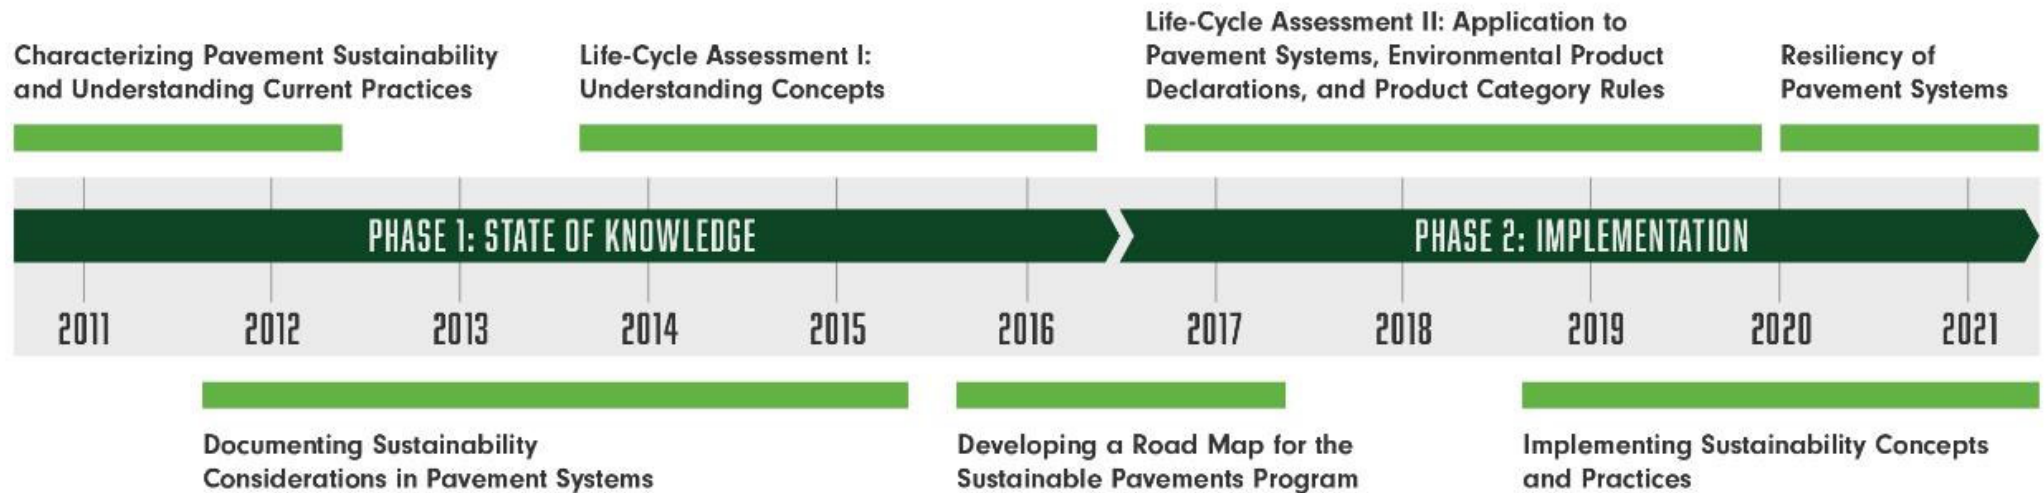 Characterizing Pavement Sustainability
and Understanding Current Practices
Life-Cycle Assessment I:
Understanding Concepts
Life-Cycle Assessment II: Application to
Pavement Systems, Environmental Product
Declarations, and Product Category Rules
Resiliency of
Pavement Systems
PHASE 1: STATE OF KNOWLEDGE
PHASE 2: IMPLEMENTATION
2011 2012 2013 2014 2015 2016 2017 2018 2019 2020 2021
Documenting Sustainability
Considerations in Pavement Systems
Developing a Road Map for the
Sustainable Pavements Program
Implementing Sustainability Concepts
and Practices